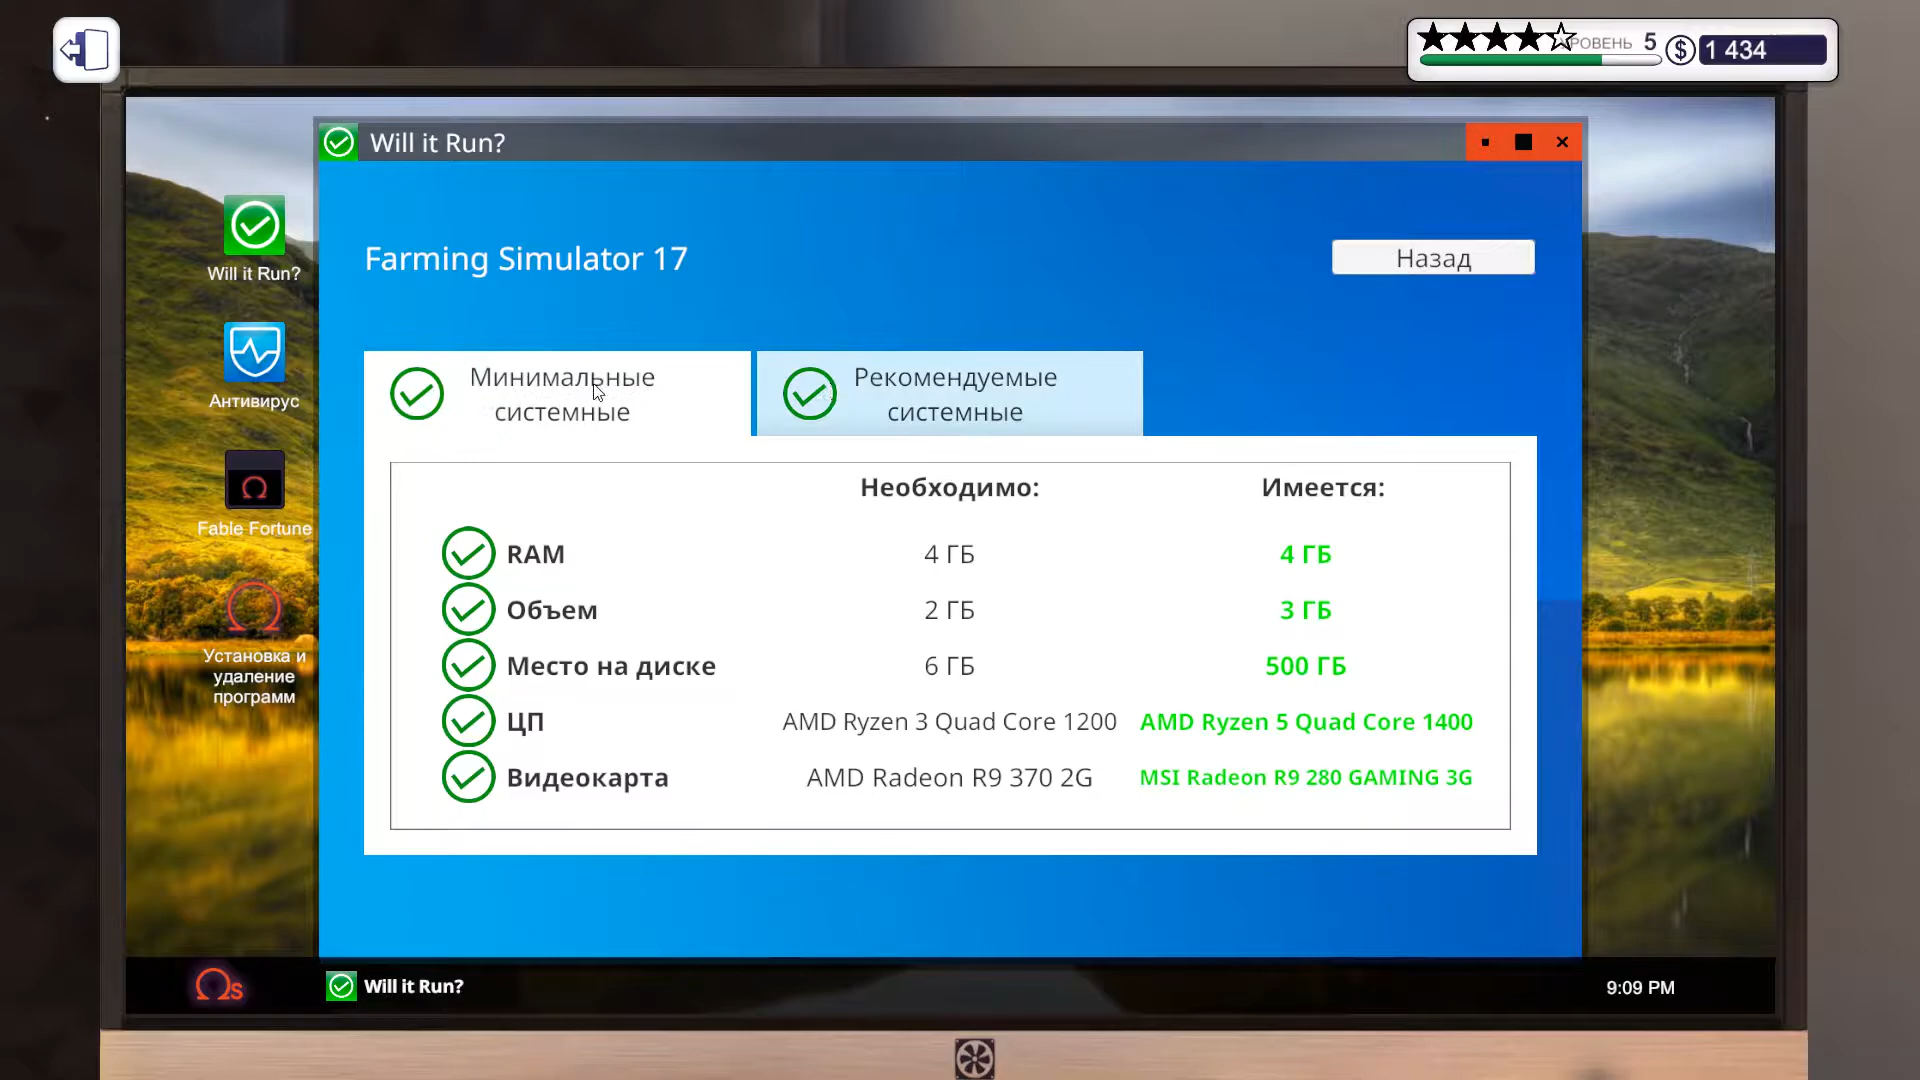 УРОВЕНЬ 5
$ 1 434
Will it Run?
Farming Simulator 17
Назад
Минимальные
системные
Рекомендуемые
системные
Необходимо: Имеется:
RAM 4 ГБ 4 ГБ
Объем 2 ГБ 3 ГБ
Место на диске 6 ГБ 500 ГБ
ЦП AMD Ryzen 3 Quad Core 1200 AMD Ryzen 5 Quad Core 1400
Видеокарта AMD Radeon R9 370 2G MSI Radeon R9 280 GAMING 3G
Will it Run?
Антивирус
Fable Fortune
Установка и
удаление
программ
Ωs
Will it Run?
9:09 PM